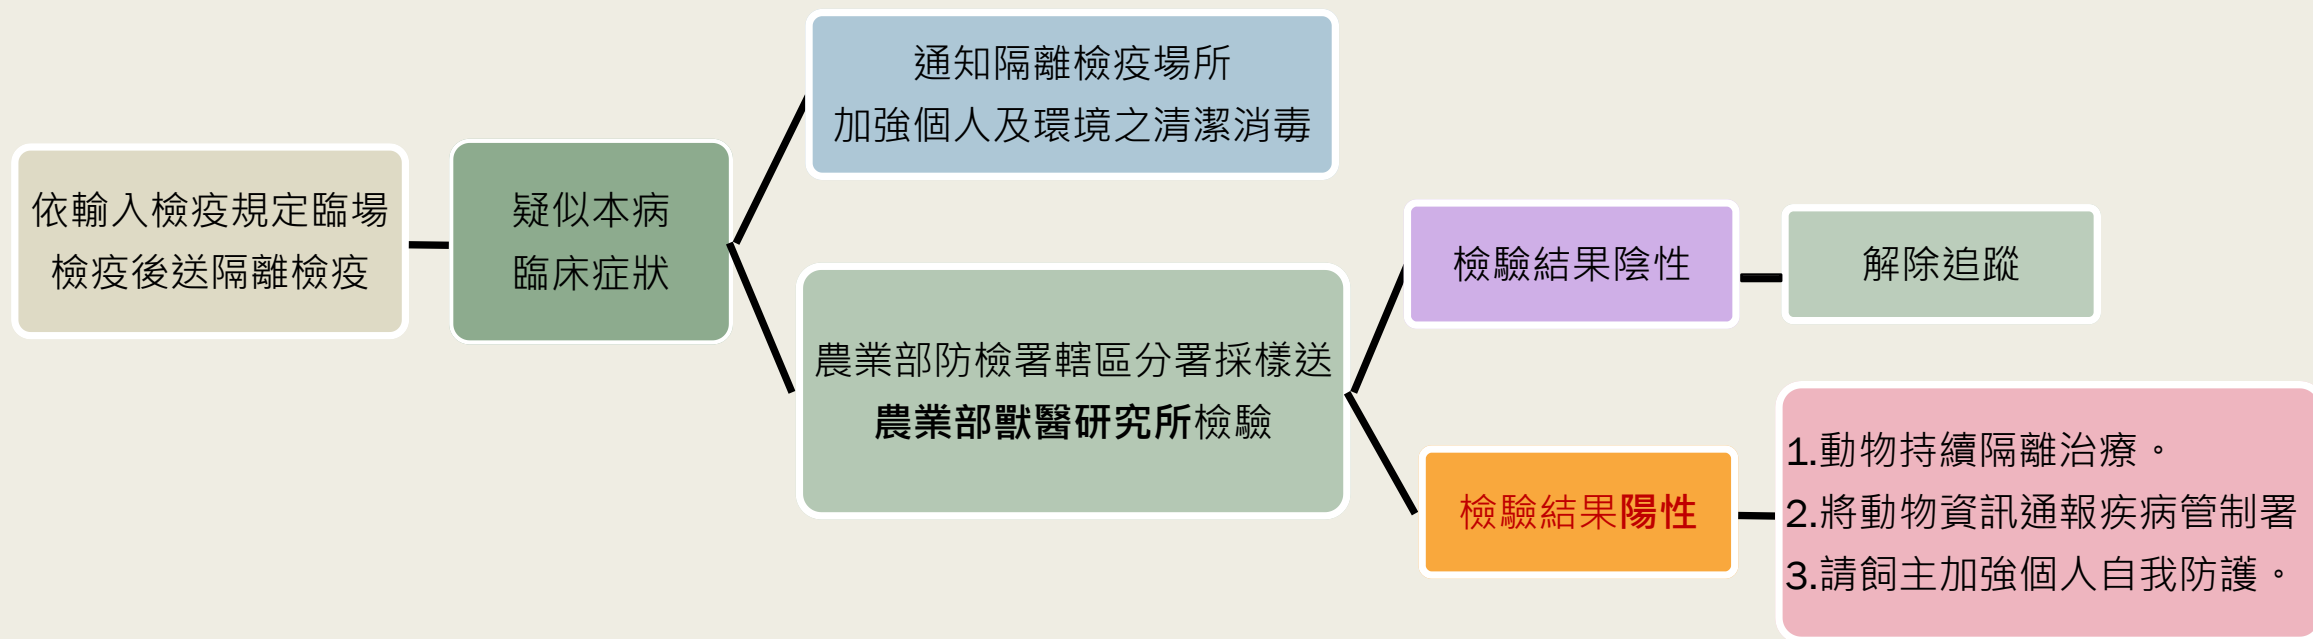 依輸入檢疫規定臨場
檢疫後送隔離檢疫
疑似本病
臨床症狀
通知隔離檢疫場所
加強個人及環境之清潔消毒
農業部防檢署轄區分署採樣送
農業部獸醫研究所檢驗
檢驗結果陰性
解除追蹤
檢驗結果陽性
1.動物持續隔離治療。
2.將動物資訊通報疾病管制署
3.請飼主加強個人自我防護。